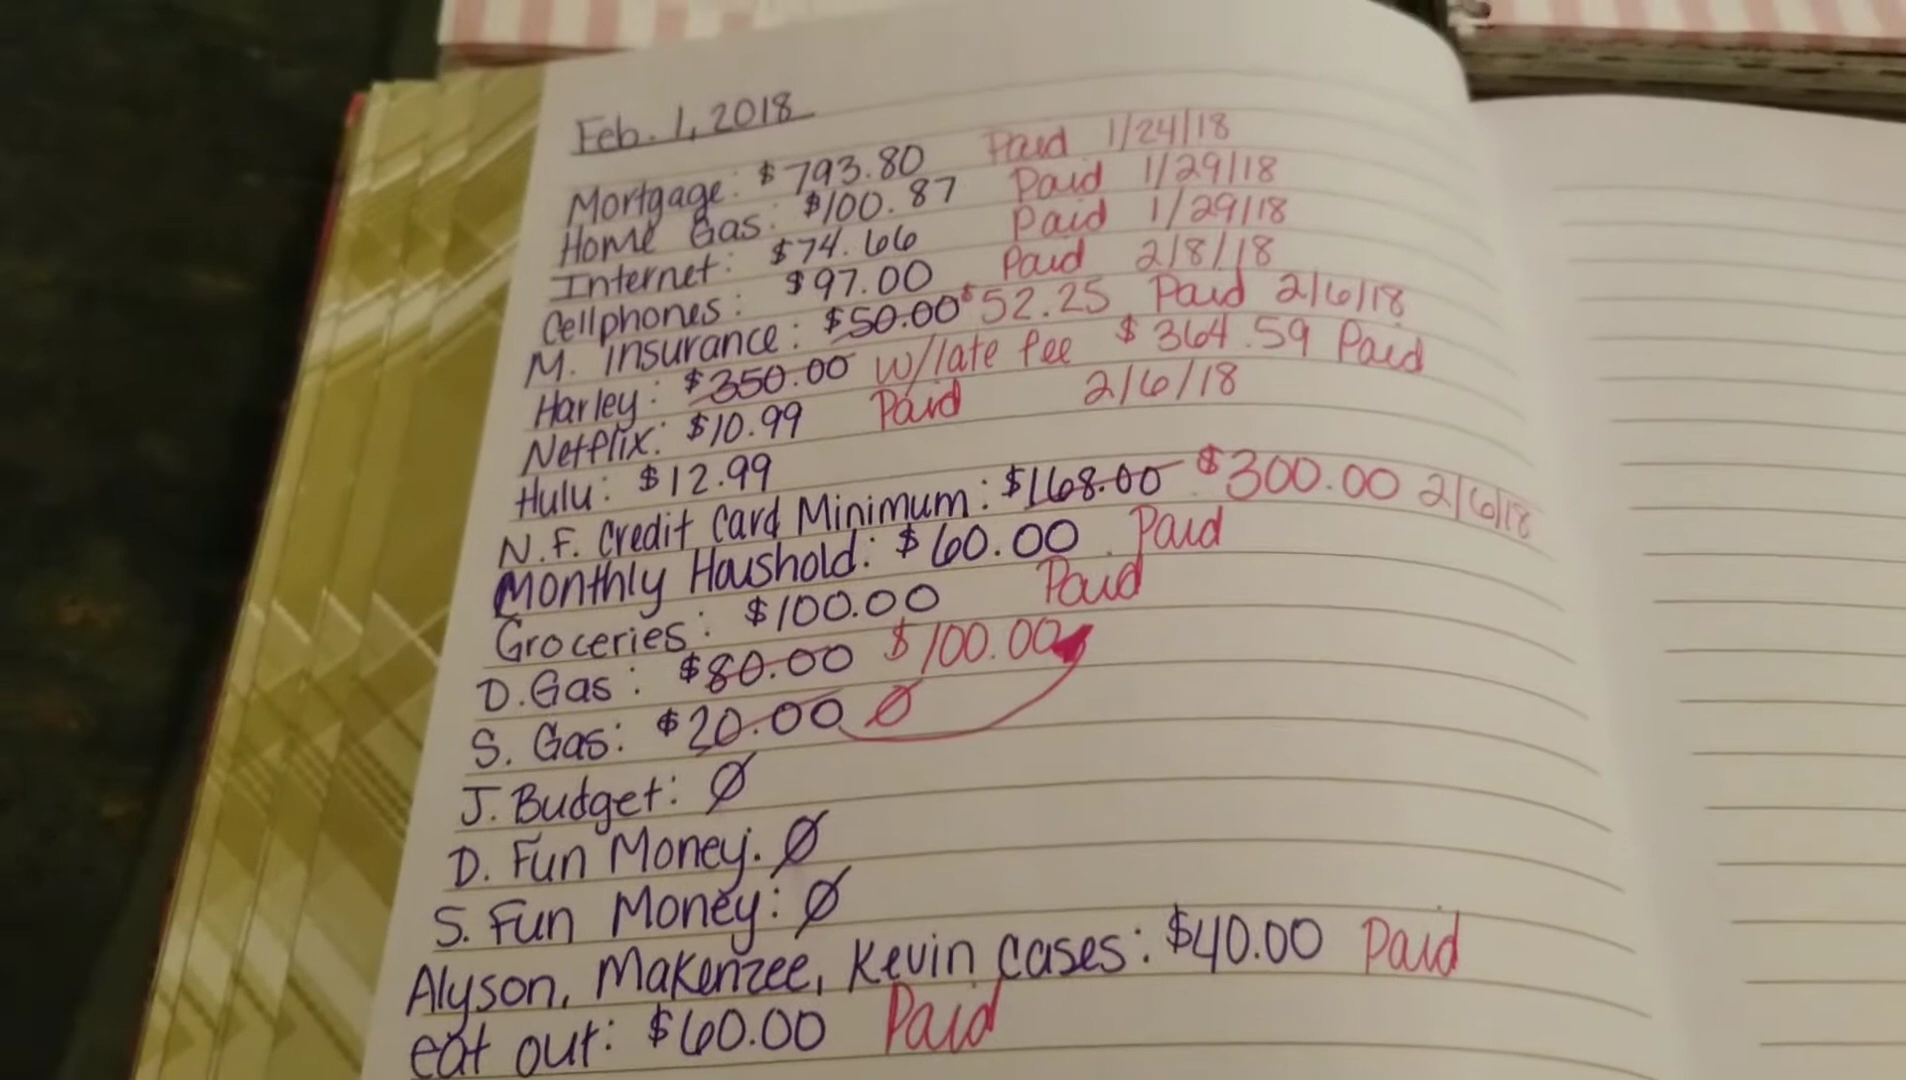 Feb. 1, 2018
Mortgage: $793.80 Paid 1/24/18
Home Gas: $100.87 Paid 1/29/18
Internet: $74.66 Paid 1/29/18
Cellphones: $97.00 Paid 2/8/18
M. Insurance: $50.00 $52.25 Paid 2/6/18
Harley: $350.00 w/late fee $364.59 Paid
Netflix: $10.99 Paid 2/6/18
Hulu: $12.99
N.F. Credit Card Minimum: $168.00 $300.00 2/6/18
Monthly Houshold: $60.00 Paid
Groceries: $100.00 Paid
D. Gas: $80.00 $100.00
S. Gas: $20.00 Ø
J. Budget: Ø
D. Fun Money: Ø
S. Fun Money: Ø
Alyson, Makenzee, Kevin cases: $40.00 Paid
eat out: $60.00 Paid